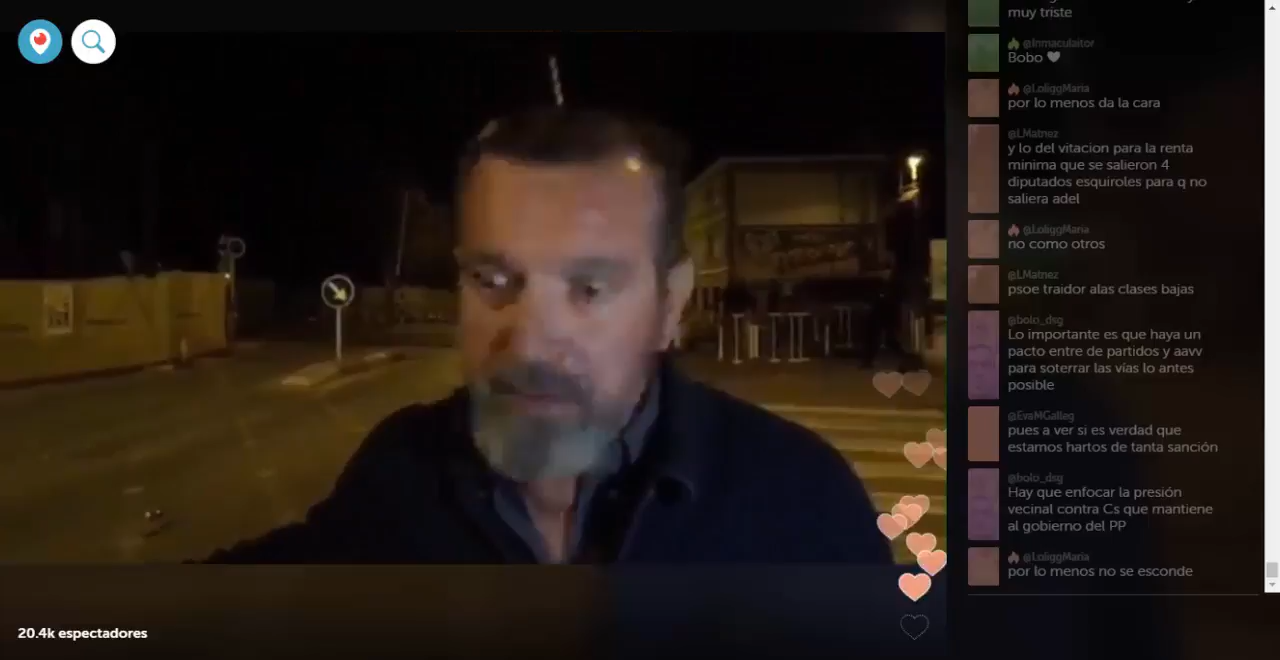 muy triste
@Inmaculaitor
Bobo
@LoliggMaria
por lo menos da la cara
@LMatnez
y lo del vitacion para la renta
minima que se salieron 4
diputados esquiroles para q no
saliera adel
@LoliggMaria
no como otros
@LMatnez
psoe traidor alas clases bajas
@bolo_dsg
Lo importante es que haya un
pacto entre de partidos y aavv
para soterrar las vías lo antes
posible
@EvaMGalleg
pues a ver si es verdad que
estamos hartos de tanta sanción
@bolo_dsg
Hay que enfocar la presión
vecinal contra Cs que mantiene
al gobierno del PP
@LoliggMaria
por lo menos no se esconde
20.4k espectadores